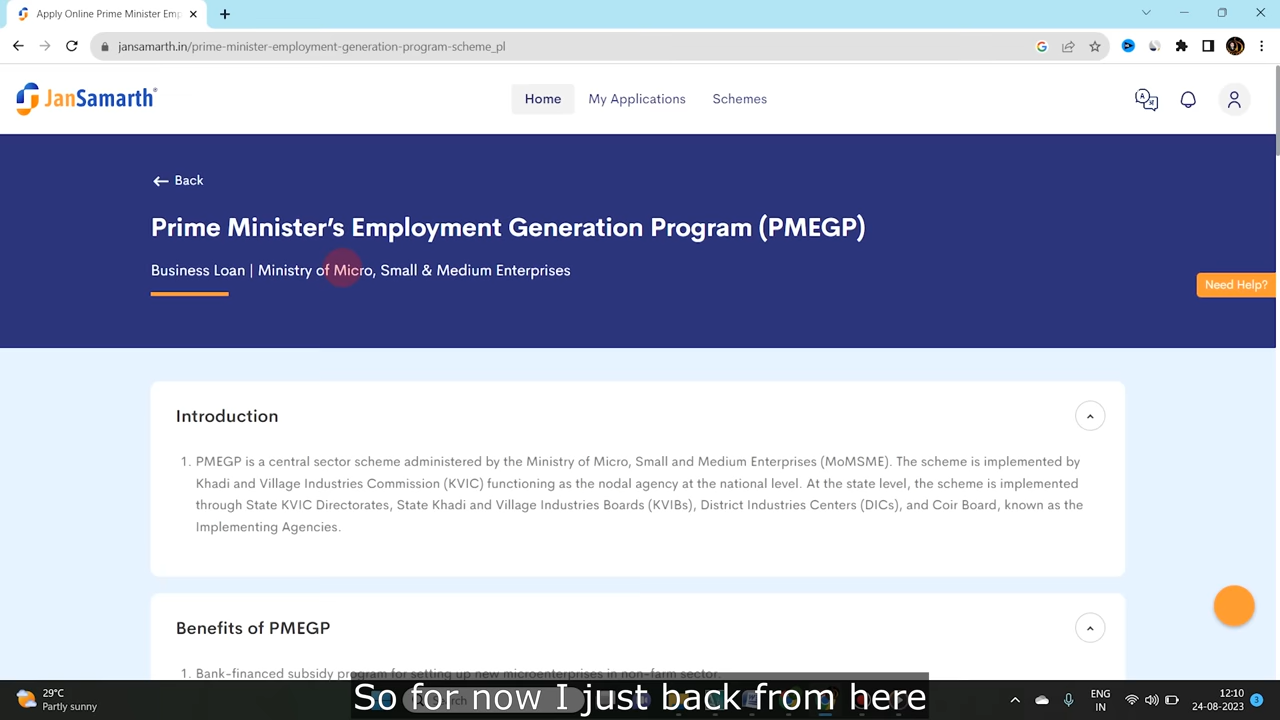 Apply Online Prime Minister Emp
jansamarth.in/prime-minister-employment-generation-program-scheme_pl
JanSamarth
Home
My Applications
Schemes
Back
Prime Minister's Employment Generation Program (PMEGP)
Business Loan | Ministry of Micro, Small & Medium Enterprises
Need Help?
Introduction
1. PMEGP is a central sector scheme administered by the Ministry of Micro, Small and Medium Enterprises (MoMSME). The scheme is implemented by
Khadi and Village Industries Commission (KVIC) functioning as the nodal agency at the national level. At the state level, the scheme is implemented
through State KVIC Directorates, State Khadi and Village Industries Boards (KVIBs), District Industries Centers (DICs), and Coir Board, known as the
Implementing Agencies.
Benefits of PMEGP
1. Bank-financed subsidy program for setting up new microenterprises in non-farm sector.
So for now I just back from here
29°C
Partly sunny
ENG
IN
12:10
24-08-2023
3